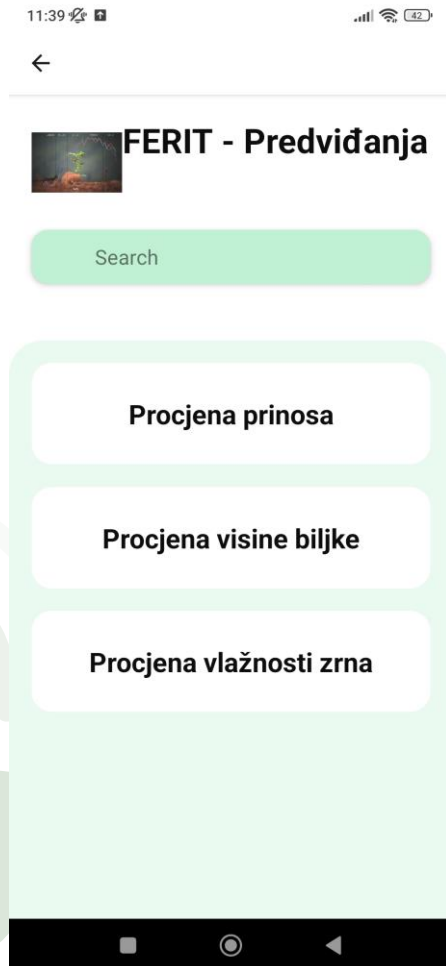 11:39
42
FERIT - Predviđanja
Search
Procjena prinosa
Procjena visine biljke
Procjena vlažnosti zrna